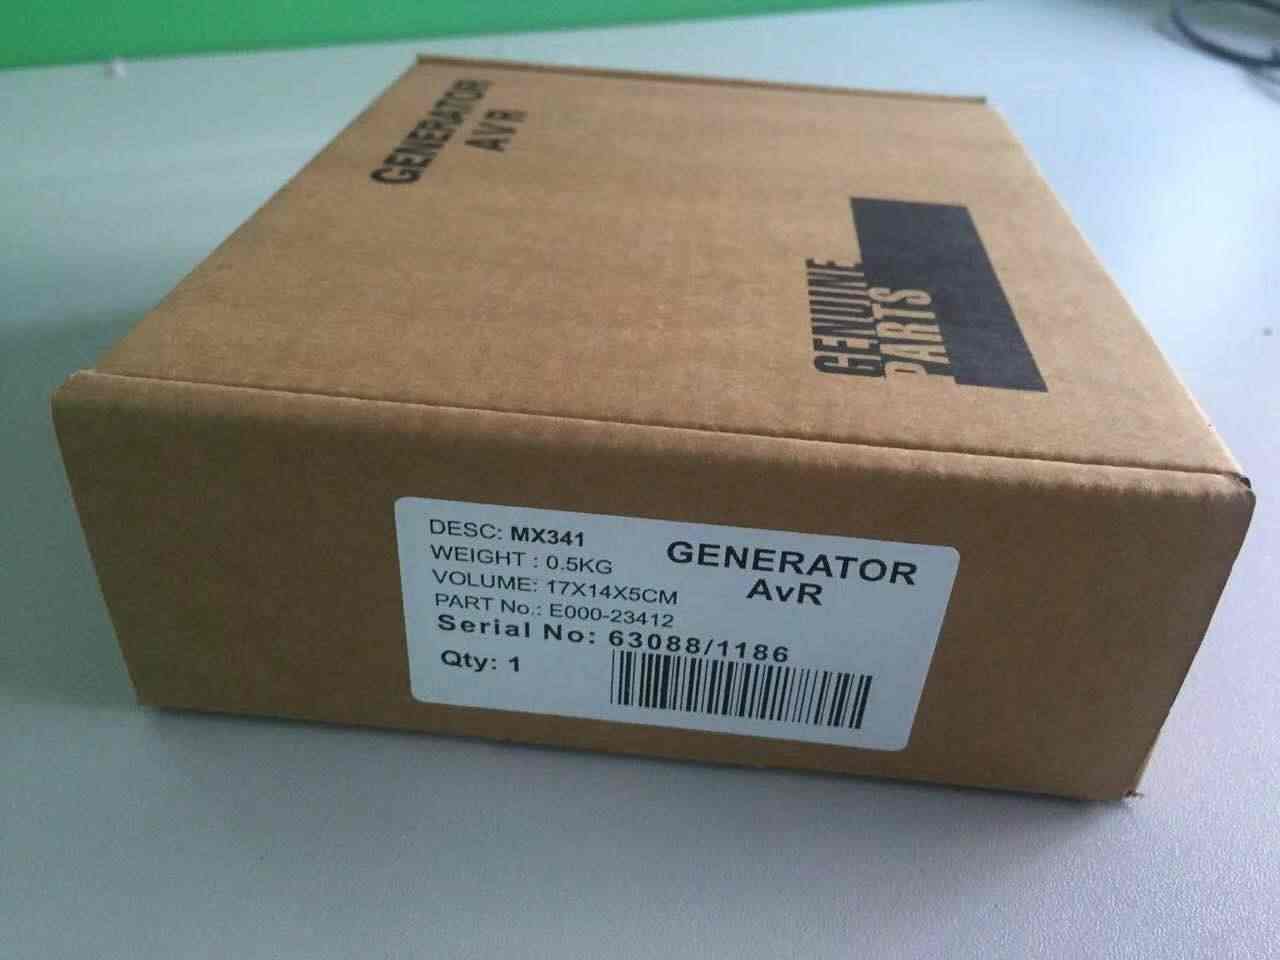 GENERATOR
AVR
GENUINE
PARTS
DESC: MX341
WEIGHT : 0.5KG
VOLUME: 17X14X5CM
PART No.: E000-23412
Serial No: 63088/1186
Qty: 1
GENERATOR
AvR